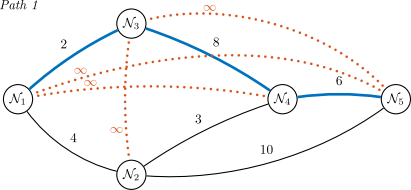 Path 1
∞
𝒩₃
2
8
∞
∞
6
𝒩₁
𝒩₄
𝒩₅
3
∞
4
10
𝒩₂